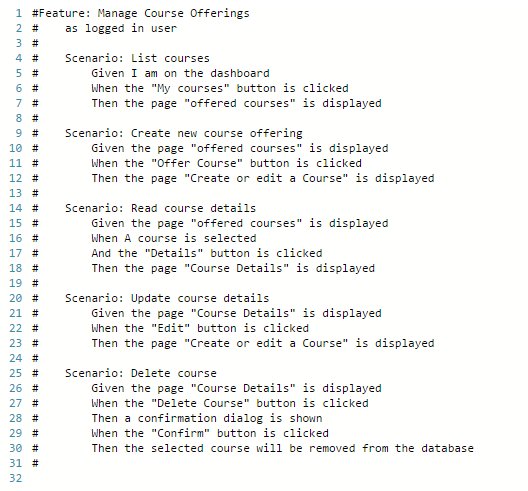 1 #Feature: Manage Course Offerings
2 #    as logged in user
3 #
4 #    Scenario: List courses
5 #        Given I am on the dashboard
6 #        When the "My courses" button is clicked
7 #        Then the page "offered courses" is displayed
8 #
9 #    Scenario: Create new course offering
10 #        Given the page "offered courses" is displayed
11 #        When the "Offer Course" button is clicked
12 #        Then the page "Create or edit a Course" is displayed
13 #
14 #    Scenario: Read course details
15 #        Given the page "offered courses" is displayed
16 #        When A course is selected
17 #        And the "Details" button is clicked
18 #        Then the page "Course Details" is displayed
19 #
20 #    Scenario: Update course details
21 #        Given the page "Course Details" is displayed
22 #        When the "Edit" button is clicked
23 #        Then the page "Create or edit a Course" is displayed
24 #
25 #    Scenario: Delete course
26 #        Given the page "Course Details" is displayed
27 #        When the "Delete Course" button is clicked
28 #        Then a confirmation dialog is shown
29 #        When the "Confirm" button is clicked
30 #        Then the selected course will be removed from the database
31 #
32